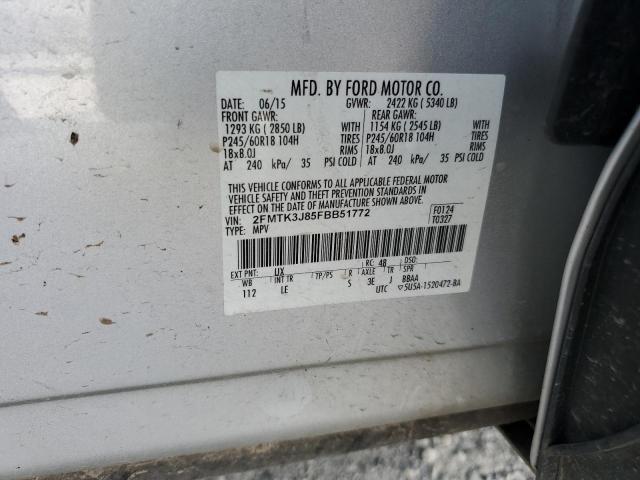 MFD. BY FORD MOTOR CO.
DATE: 06/15 GVWR: 2422 KG ( 5340 LB)
FRONT GAWR: REAR GAWR:
1293 KG ( 2850 LB) WITH 1154 KG ( 2545 LB) WITH
P245/60R18 104H TIRES P245/60R18 104H TIRES
18x8.0J RIMS 18x8.0J RIMS
AT 240 kPa/ 35 PSI COLD AT 240 kPa/ 35 PSI COLD
THIS VEHICLE CONFORMS TO ALL APPLICABLE FEDERAL MOTOR
VEHICLE SAFETY AND THEFT PREVENTION STANDARDS IN
EFFECT ON THE DATE OF MANUFACTURE SHOWN ABOVE.
VIN: 2FMTK3J85FBB51772 F0124
TYPE: MPV T0327
EXT PNT: UX RC: 48 DSO:
WB INT TR TP/PS R AXLE TR SPR
112 LE S 3E J BBAA
UTC 5U5A-1520472-BA